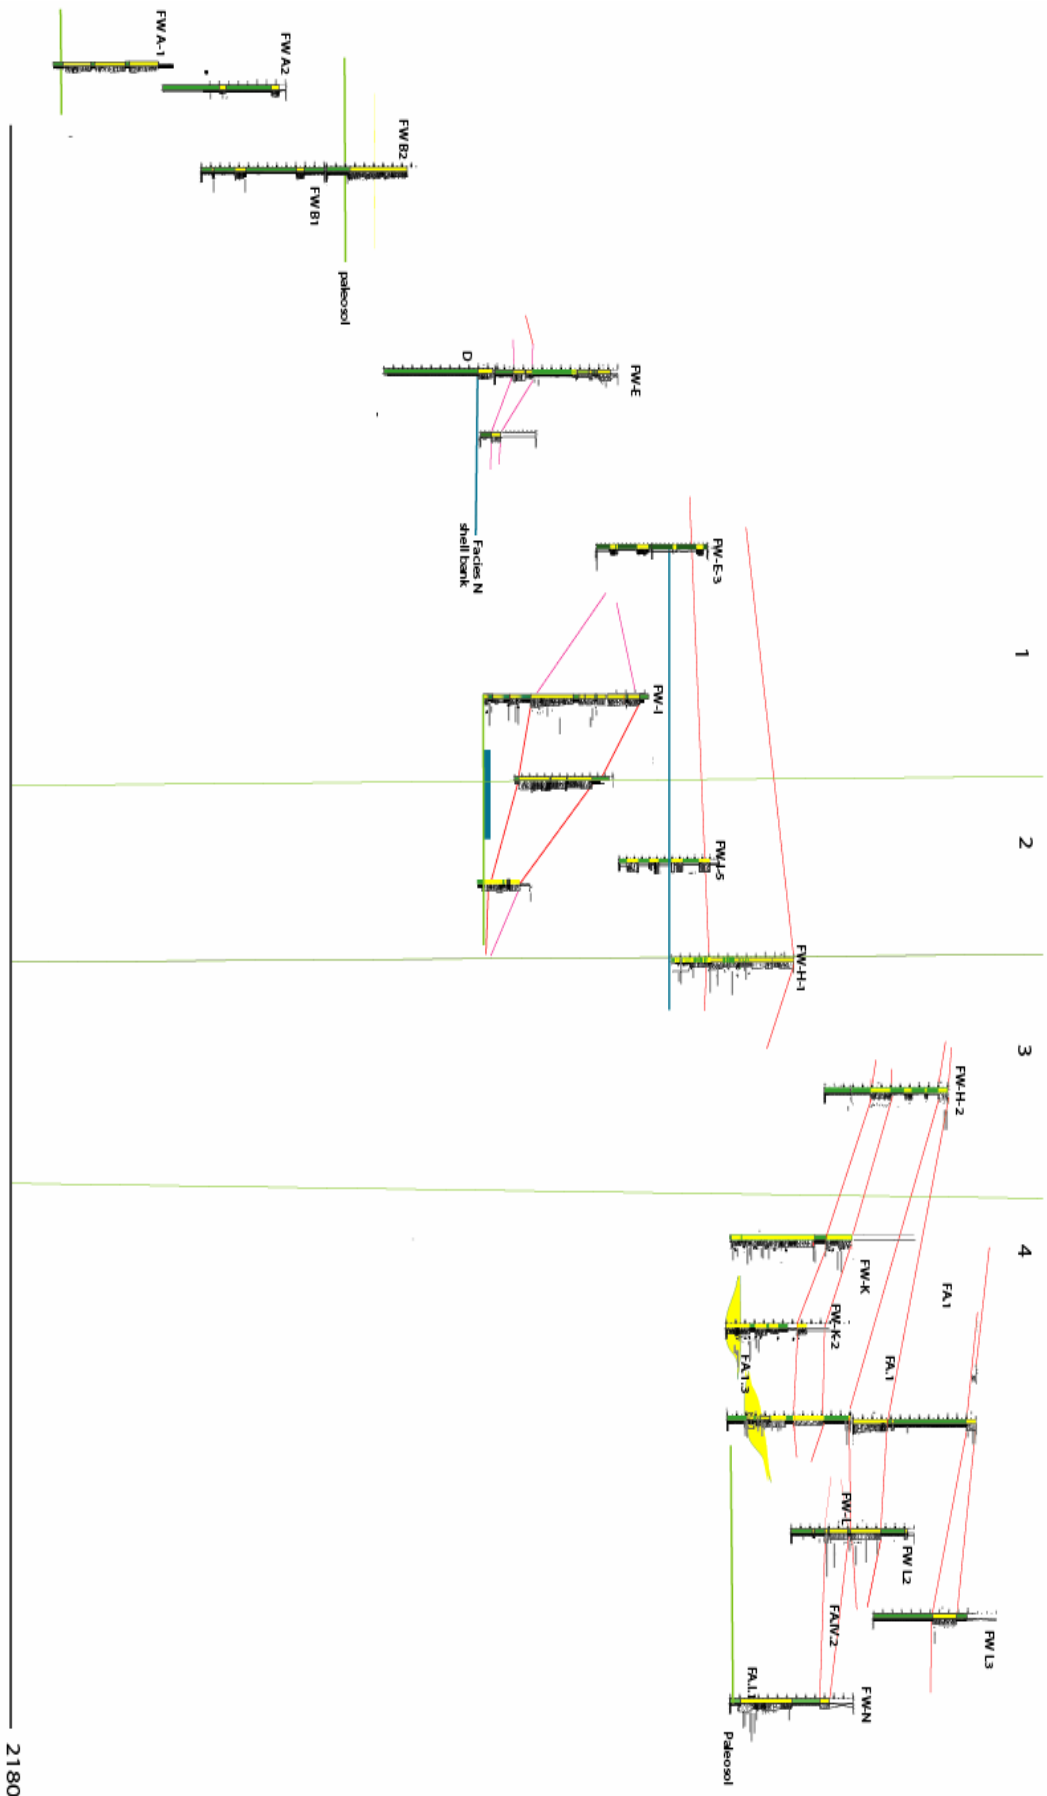 FW A-1
FW A2
FW B2
FW B1
paleosol
FW-E
D
Facies N
shell bank
FW-E-3
1
FW-I
2
FW-I-5
FW-H-1
3
FW-H-2
4
FW-K
FA.1
FW-K-2
FA.1
FA.1.3
FW-L
FW L2
FA.IV.2
FW L3
FA.I.1
FW-N
Paleosol
2180